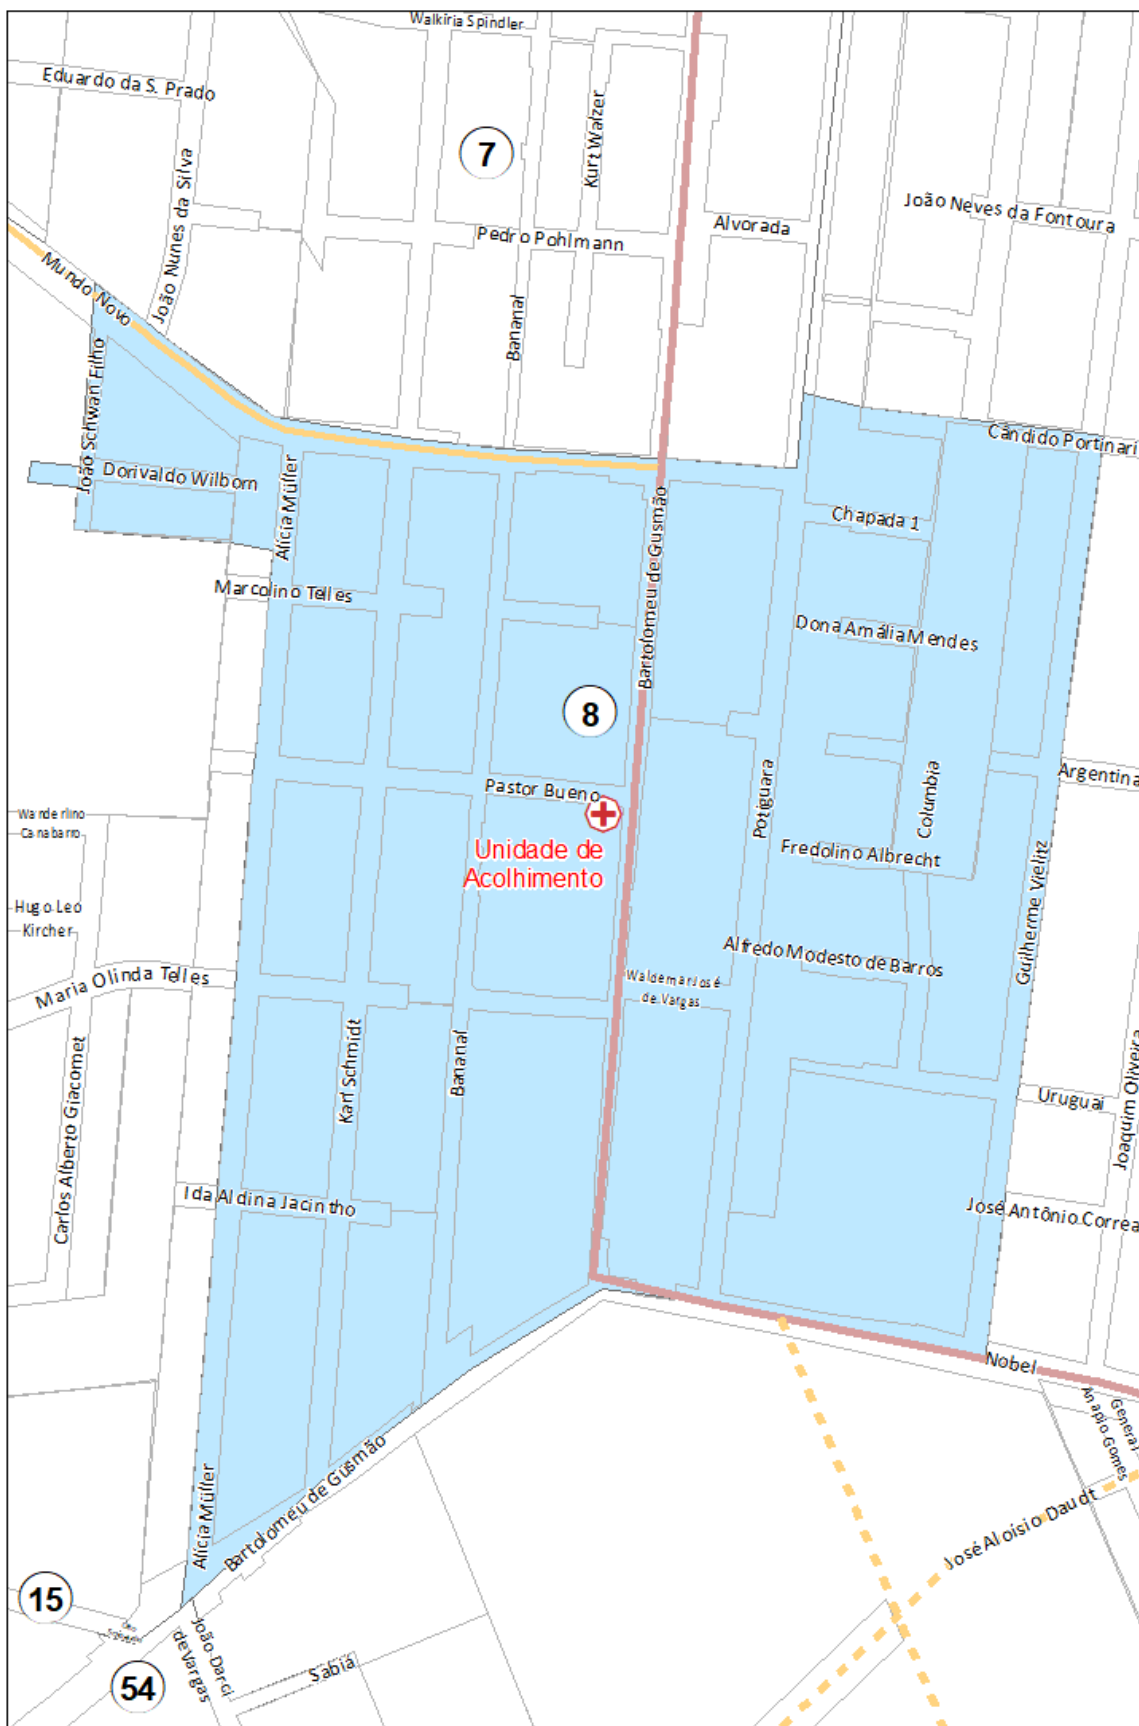 Walkíria Spindler
Eduardo da S. Prado
7
Kurt Walzer
João Nunes da Silva
João Neves da Fontoura
Alvorada
Pedro Pohlmann
Mundo Novo
Bananal
João Schwan Filho
Cândido Portinari
Dorivaldo Wilborn
Alícia Müller
Bartolomeu de Gusmão
Chapada 1
Marcolino Telles
Dona Amália Mendes
8
Argentina
Pastor Bueno
Columbia
Potiguara
Wanderlino
Canabarro
Unidade de
Acolhimento
Fredolino Albrecht
Guilherme Vielitz
Hugo Leo
Kircher
Alfredo Modesto de Barros
Maria Olinda Telles
Waldemar José
de Vargas
Karl Schmidt
Bananal
Carlos Alberto Giacomet
Uruguai
Joaquim Oliveira
Ida Aldina Jacintho
José Antônio Correa
Nobel
Anapio Gomes
General
Alícia Müller
Bartolomeu de Gusmão
José Aloísio Daudt
15
João Darci
de Vargas
Sabiá
54